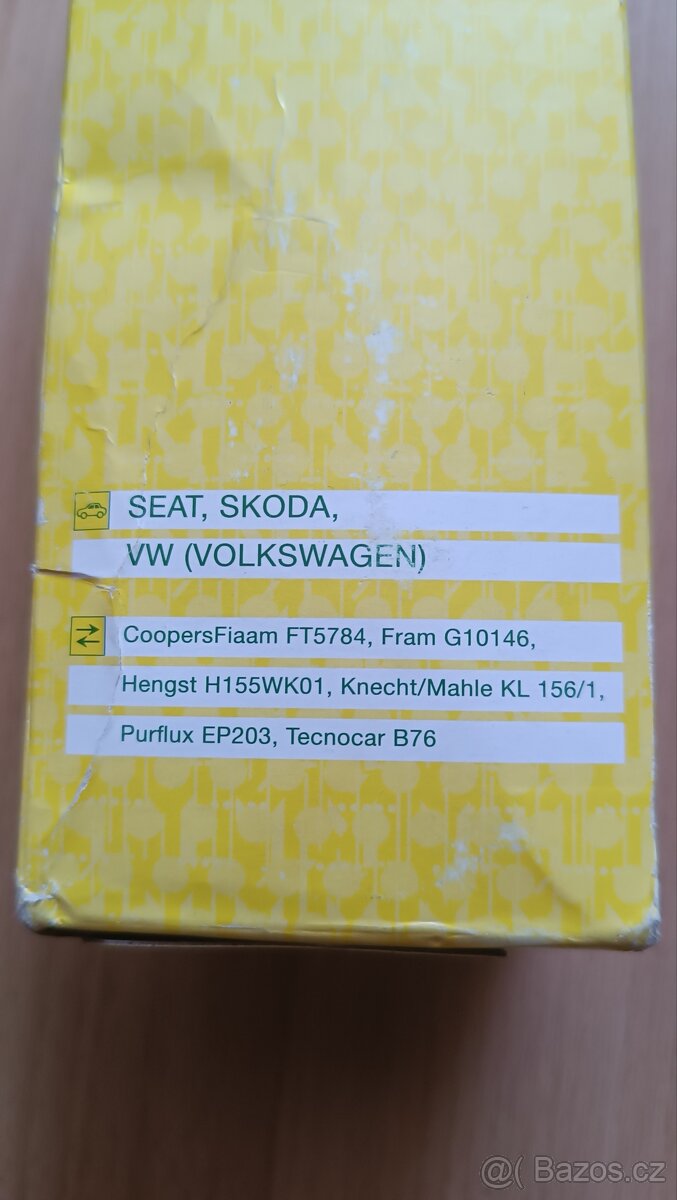 SEAT, SKODA,
VW (VOLKSWAGEN)
CoopersFiaam FT5784, Fram G10146,
Hengst H155WK01, Knecht/Mahle KL 156/1,
Purflux EP203, Tecnocar B76
@( Bazos.cz